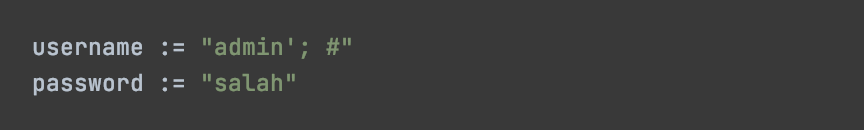 username := "admin'; #"
password := "salah"